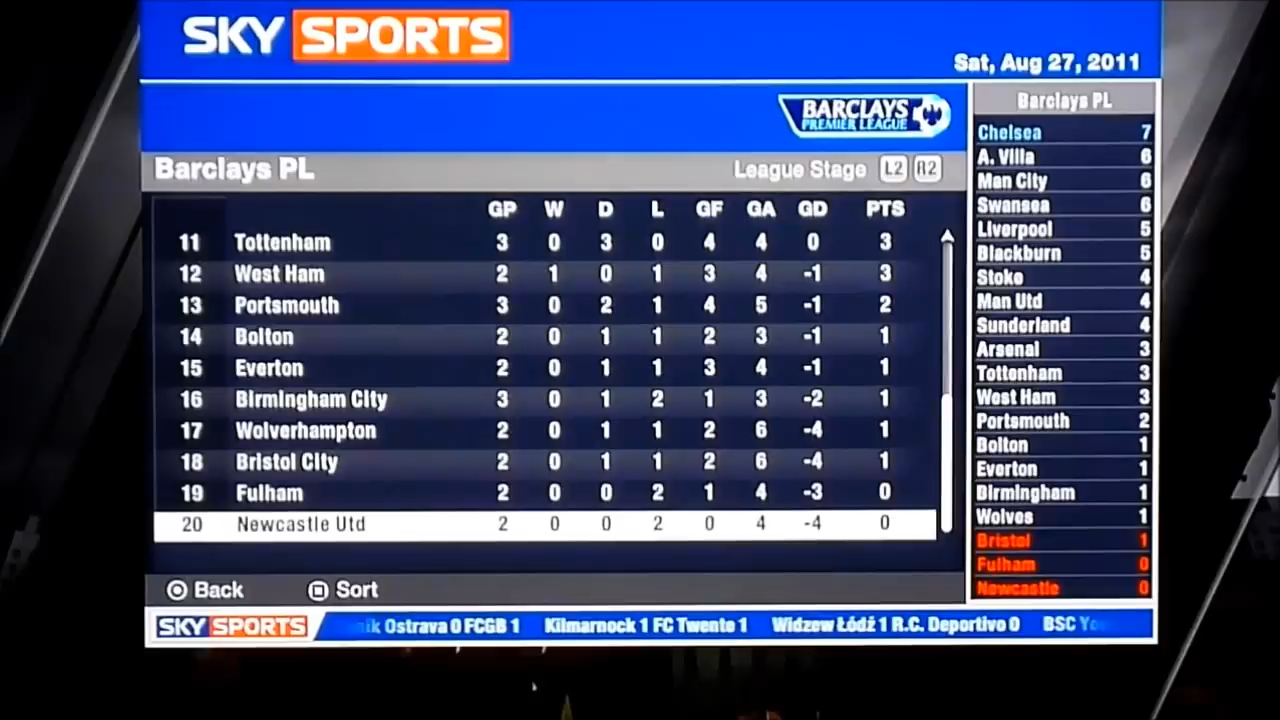 SKY SPORTS
Sat, Aug 27, 2011
BARCLAYS
PREMIER LEAGUE
Barclays PL
League Stage L2 R2
GP W D L GF GA GD PTS
11 Tottenham 3 0 3 0 4 4 0 3
12 West Ham 2 1 0 1 3 4 -1 3
13 Portsmouth 3 0 2 1 4 5 -1 2
14 Bolton 2 0 1 1 2 3 -1 1
15 Everton 2 0 1 1 3 4 -1 1
16 Birmingham City 3 0 1 2 1 3 -2 1
17 Wolverhampton 2 0 1 1 2 6 -4 1
18 Bristol City 2 0 1 1 2 6 -4 1
19 Fulham 2 0 0 2 1 4 -3 0
20 Newcastle Utd 2 0 0 2 0 4 -4 0
Back Sort
Barclays PL
Chelsea 7
A. Villa 6
Man City 6
Swansea 6
Liverpool 5
Blackburn 5
Stoke 4
Man Utd 4
Sunderland 4
Arsenal 3
Tottenham 3
West Ham 3
Portsmouth 2
Bolton 1
Everton 1
Birmingham 1
Wolves 1
Bristol 1
Fulham 0
Newcastle 0
SKY SPORTS Ostrava 0 FCGB 1 Kilmarnock 1 FC Twente 1 Widzew Łódź 1 R.C. Deportivo 0 BSC